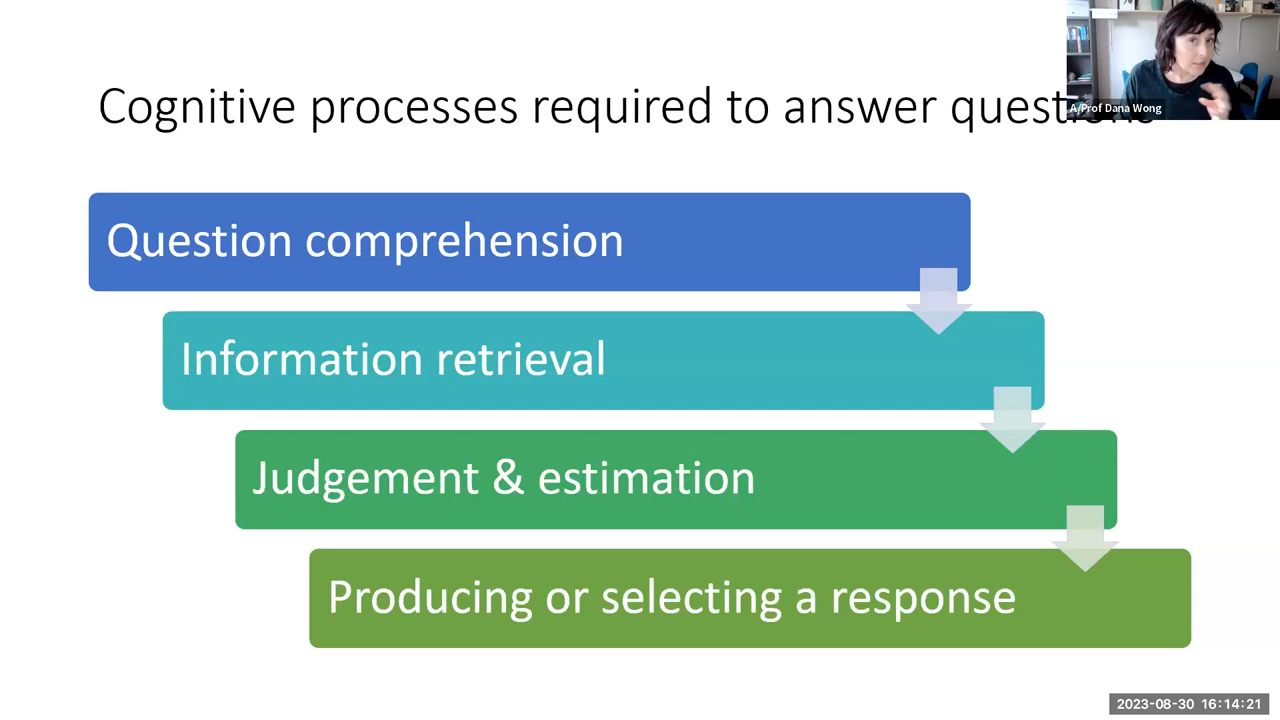 Cognitive processes required to answer questions
A/Prof Dana Wong
Question comprehension
Information retrieval
Judgement & estimation
Producing or selecting a response
2023-08-30 16:14:21